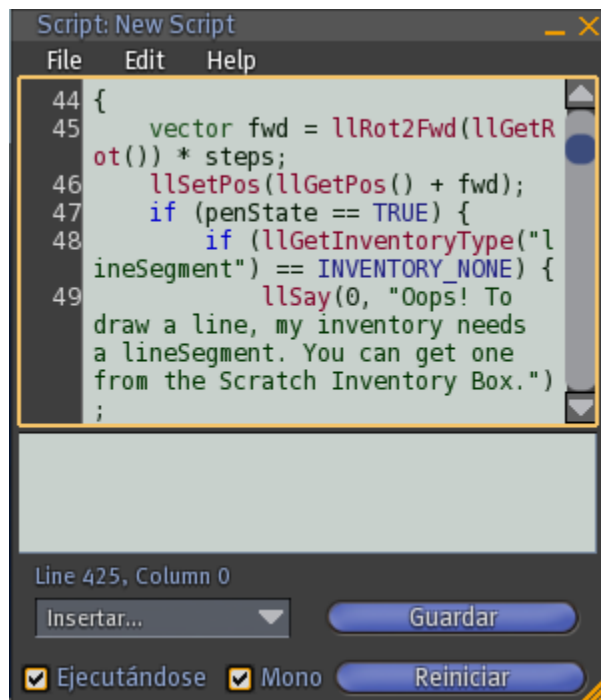 Script: New Script
File Edit Help
44 {
45 vector fwd = llRot2Fwd(llGetR
ot()) * steps;
46 llSetPos(llGetPos() + fwd);
47 if (penState == TRUE) {
48 if (llGetInventoryType("l
ineSegment") == INVENTORY_NONE) {
49 llSay(0, "Oops! To
draw a line, my inventory needs
a lineSegment. You can get one
from the Scratch Inventory Box.")
;
Line 425, Column 0
Insertar... Guardar
Ejecutándose Mono Reiniciar